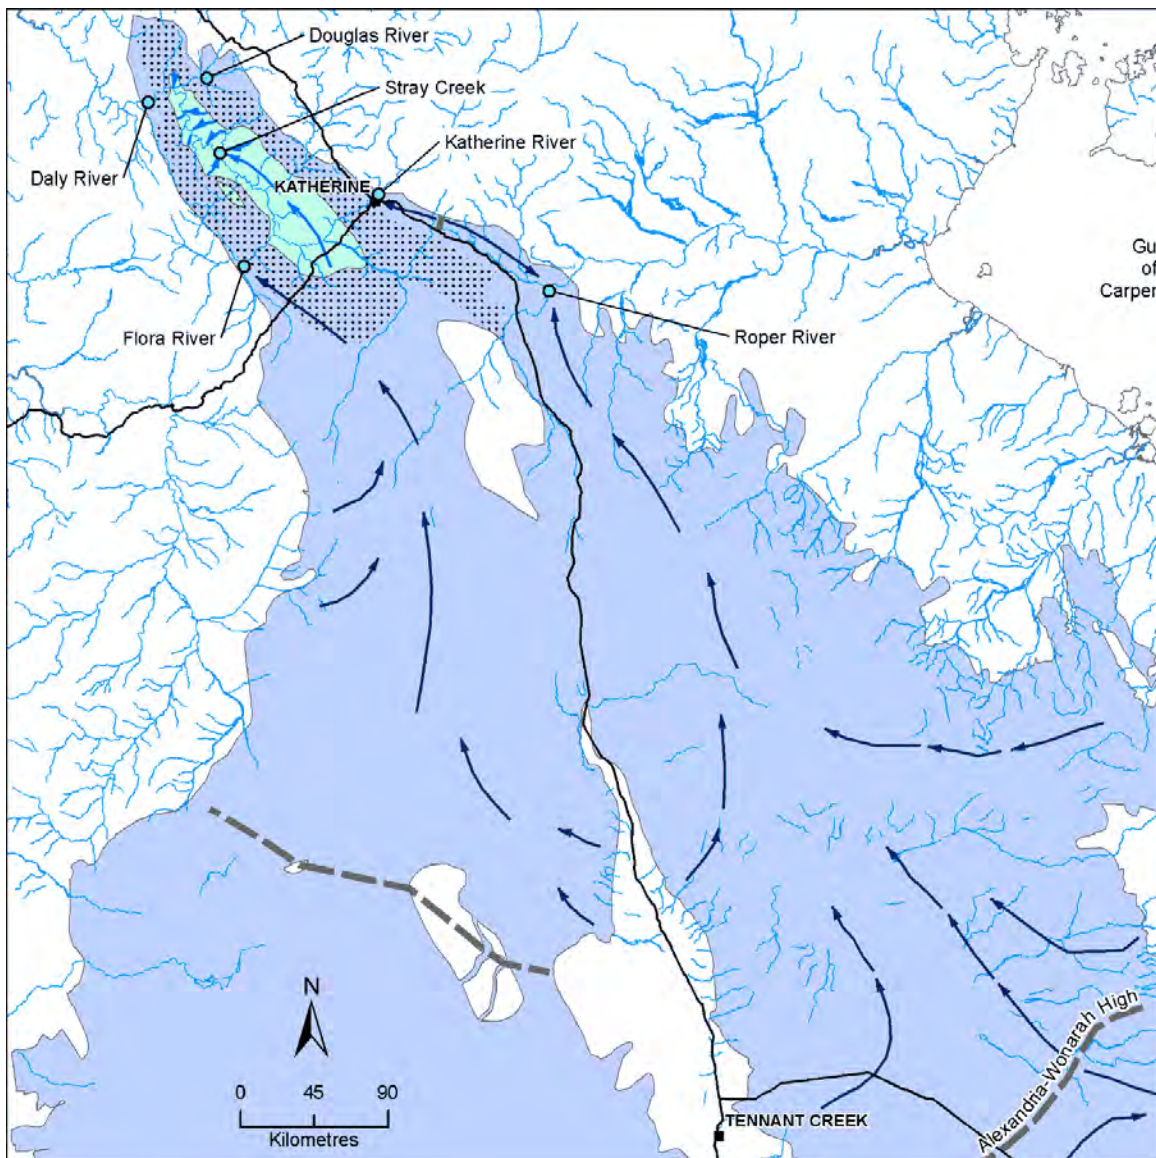 Douglas River
Stray Creek
Katherine River
Daly River
KATHERINE
Gu
of
Carper
Flora River
Roper River
N
0 45 90
Kilometres
Alexandria-Wonarah High
TENNANT CREEK